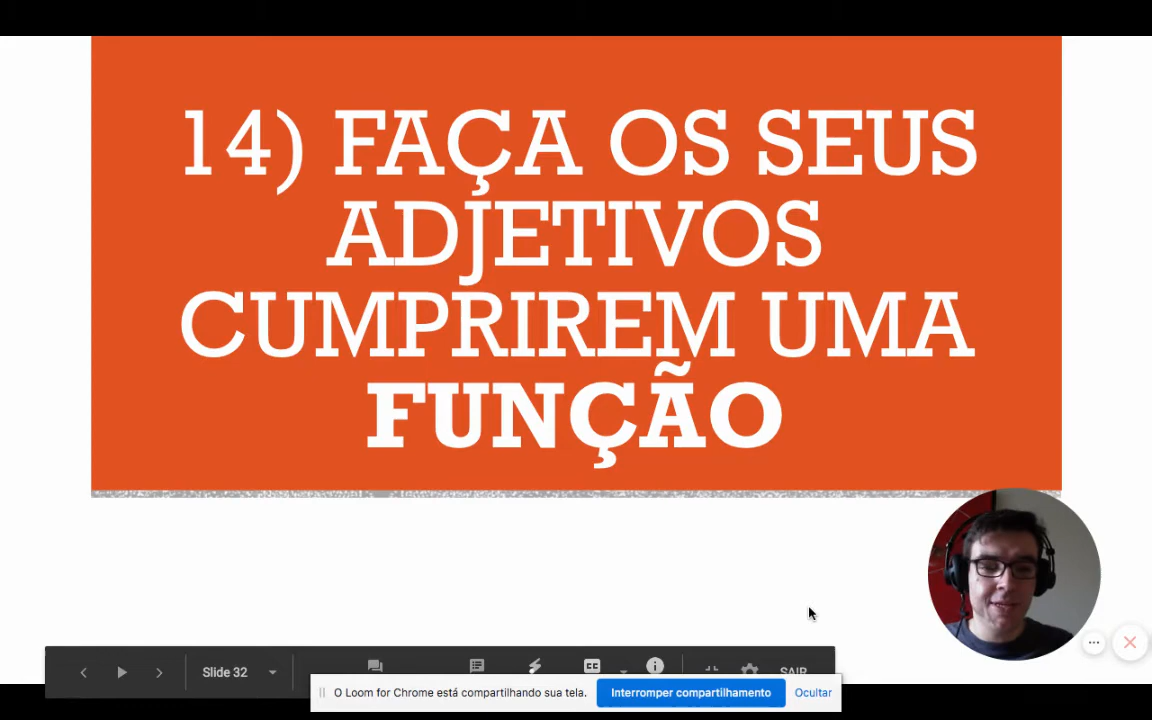 14) FAÇA OS SEUS
ADJETIVOS
CUMPRIREM UMA
FUNÇÃO
Slide 32
CC
SAIR
O Loom for Chrome está compartilhando sua tela.
Interromper compartilhamento
Ocultar